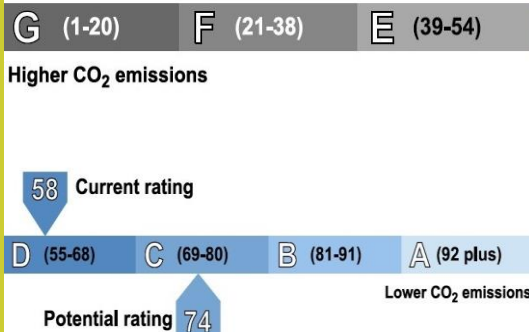 G (1-20) F (21-38) E (39-54)
Higher CO₂ emissions
58 Current rating
D (55-68) C (69-80) B (81-91) A (92 plus)
Lower CO₂ emissions
Potential rating 74